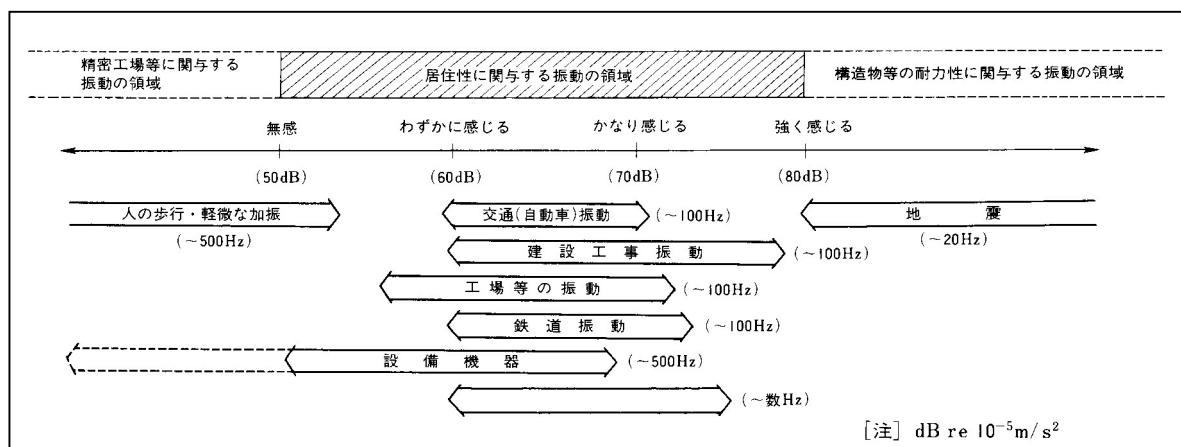 精密工場等に関与する
振動の領域
居住性に関与する振動の領域
構造物等の耐力性に関与する振動の領域
無感
わずかに感じる
かなり感じる
強く感じる
(50dB)
(60dB)
(70dB)
(80dB)
人の歩行・軽微な加振
(~500Hz)
交通(自動車)振動
(~100Hz)
地震
(~20Hz)
建設工事振動
(~100Hz)
工場等の振動
(~100Hz)
鉄道振動
(~100Hz)
設備機器
(~500Hz)
(~数Hz)
[注] dB re 10⁻⁵m/s²